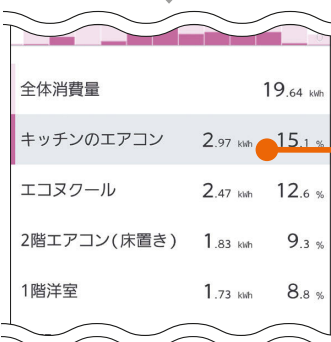 全体消費量 19.64 kWh
キッチンのエアコン 2.97 kWh 15.1 %
エコヌクール 2.47 kWh 12.6 %
2階エアコン(床置き) 1.83 kWh 9.3 %
1階洋室 1.73 kWh 8.8 %